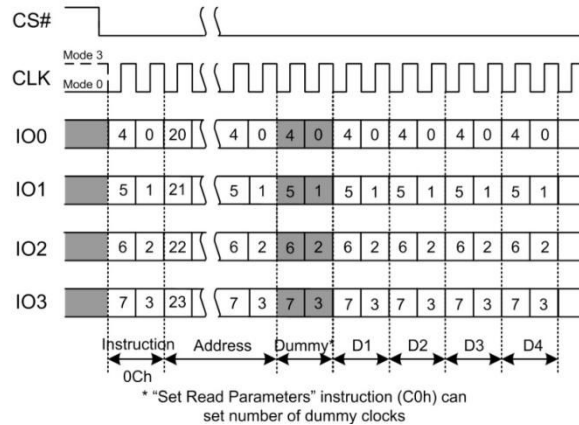 CS#
Mode 3
CLK
Mode 0
IO0 4 0 20 4 0 4 0 4 0 4 0 4 0 4 0
IO1 5 1 21 5 1 5 1 5 1 5 1 5 1 5 1
IO2 6 2 22 6 2 6 2 6 2 6 2 6 2 6 2
IO3 7 3 23 7 3 7 3 7 3 7 3 7 3 7 3
Instruction Address Dummy* D1 D2 D3 D4
0Ch
* "Set Read Parameters" instruction (C0h) can
set number of dummy clocks